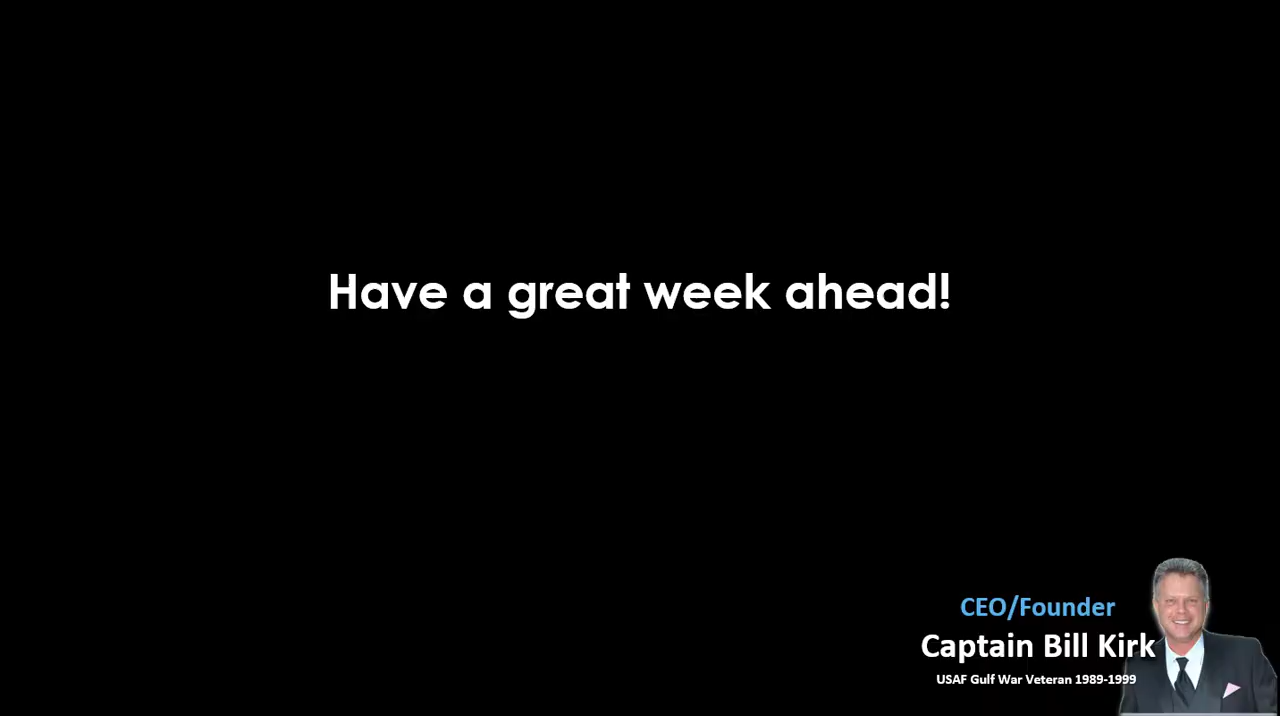 Have a great week ahead!
CEO/Founder
Captain Bill Kirk
USAF Gulf War Veteran 1989-1999